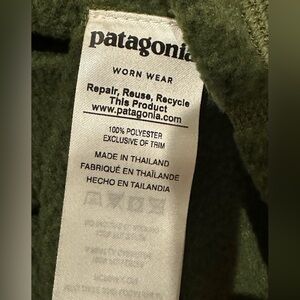 patagonia
WORN WEAR
Repair, Reuse, Recycle
This Product
www.patagonia.com
100% POLYESTER
EXCLUSIVE OF TRIM
MADE IN THAILAND
FABRIQUÉ EN THAÏLANDE
HECHO EN TAILANDIA